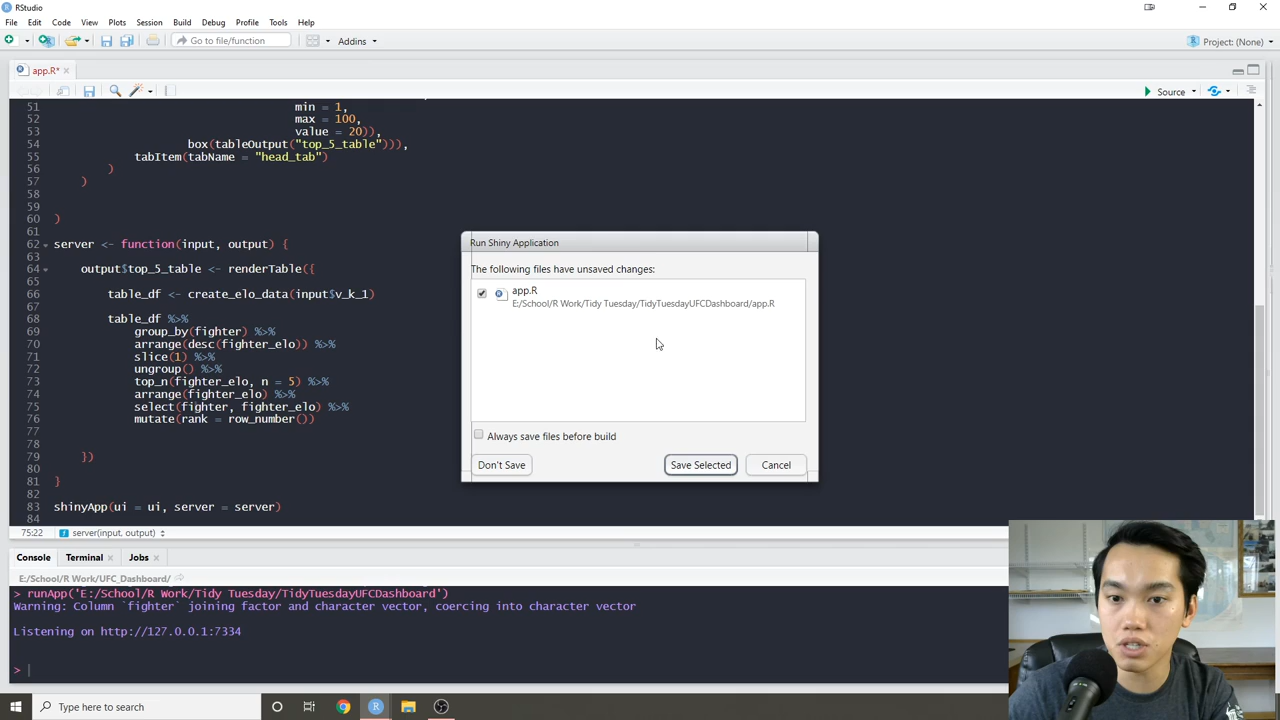 RStudio
File Edit Code View Plots Session Build Debug Profile Tools Help
Go to file/function Addins Project: (None)
app.R*
Source
51 min = 1,
52 max = 100,
53 value = 20)),
54 box(tableOutput("top_5_table"))),
55 tabItem(tabName = "head_tab")
56 )
57 )
58
59
60 )
61
62 server <- function(input, output) {
63
64 output$top_5_table <- renderTable({
65
66 table_df <- create_elo_data(input$v_k_1)
67
68 table_df %>%
69 group_by(fighter) %>%
70 arrange(desc(fighter_elo)) %>%
71 slice(1) %>%
72 ungroup() %>%
73 top_n(fighter_elo, n = 5) %>%
74 arrange(fighter_elo) %>%
75 select(fighter, fighter_elo) %>%
76 mutate(rank = row_number())
77
78
79 })
80
81 }
82
83 shinyApp(ui = ui, server = server)
84
75:22 server(input, output)
Run Shiny Application
The following files have unsaved changes:
app.R
E:/School/R Work/Tidy Tuesday/TidyTuesdayUFCDashboard/app.R
Always save files before build
Don't Save Save Selected Cancel
Console Terminal Jobs
E:/School/R Work/UFC_Dashboard/
> runApp('E:/School/R Work/Tidy Tuesday/TidyTuesdayUFCDashboard')
Warning: Column `fighter` joining factor and character vector, coercing into character vector
Listening on http://127.0.0.1:7334
>
Type here to search